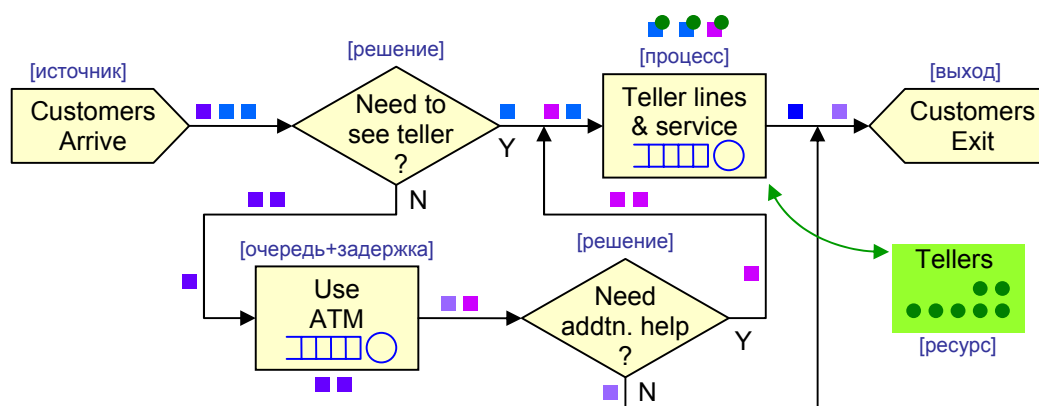 [источник]
Customers
Arrive
[решение]
Need to
see teller
?
Y
N
[процесс]
Teller lines
& service
[выход]
Customers
Exit
[очередь+задержка]
Use
ATM
[решение]
Need
addtn. help
?
Y
N
Tellers
[ресурс]